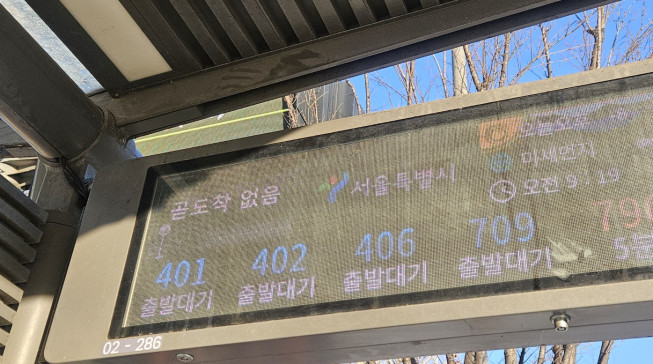 곧도착 없음
서울특별시
미세먼지
오전 9:19
401
402
406
709
출발대기
출발대기
출발대기
출발대기
02-286